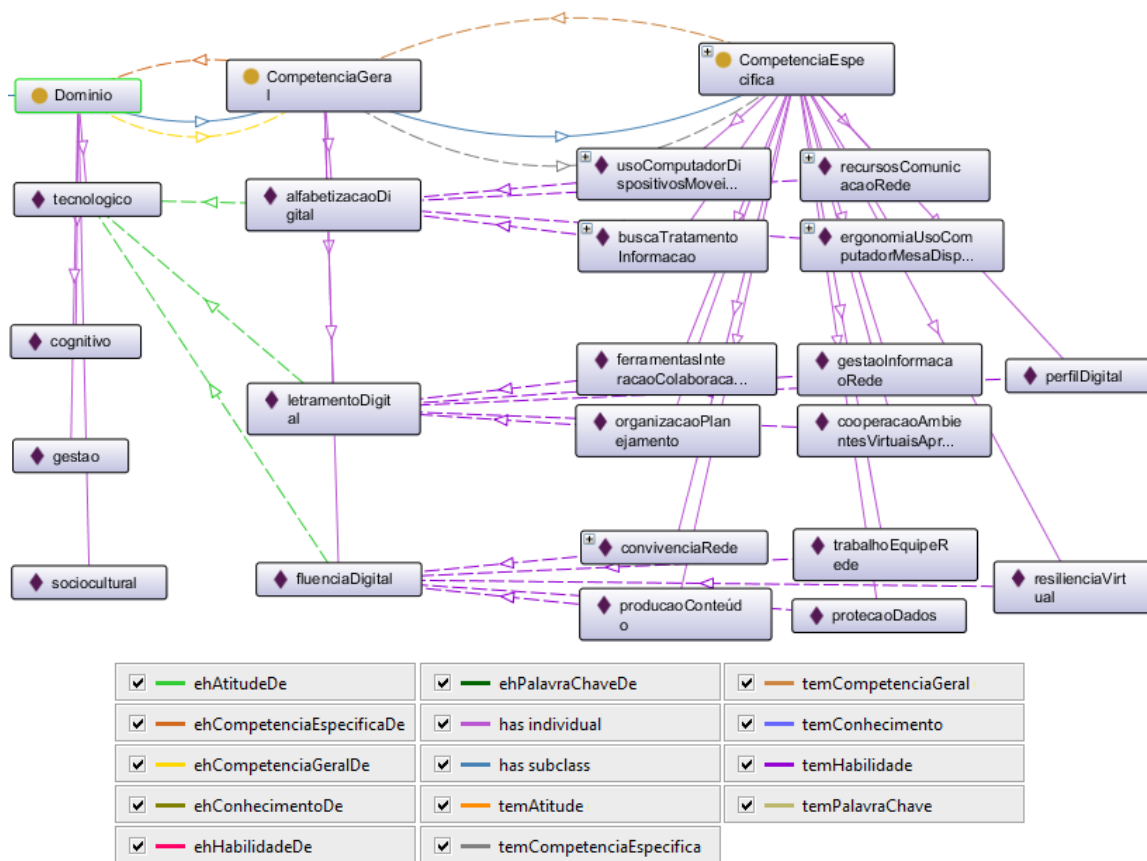 Dominio
CompetenciaGera
l
CompetenciaEspe
cifica
tecnologico
alfabetizacaoDi
gital
usoComputadorDi
spositivosMovei...
recursosComunic
acaoRede
buscaTratamento
Informacao
ergonomiaUsoCom
putadorMesaDisp...
cognitivo
ferramentasInte
racaoColaboraca...
gestaoInformaca
oRede
perfilDigital
letramentoDigit
al
organizacaoPlan
ejamento
cooperacaoAmbie
ntesVirtuaisApr...
gestao
sociocultural
fluenciaDigital
convivenciaRede
trabalhoEquipeR
ede
resilienciaVirt
ual
producaoConteúd
o
protecaoDados
ehAtitudeDe
ehPalavraChaveDe
temCompetenciaGeral
ehCompetenciaEspecificaDe
has individual
temConhecimento
ehCompetenciaGeralDe
has subclass
temHabilidade
ehConhecimentoDe
temAtitude
temPalavraChave
ehHabilidadeDe
temCompetenciaEspecifica